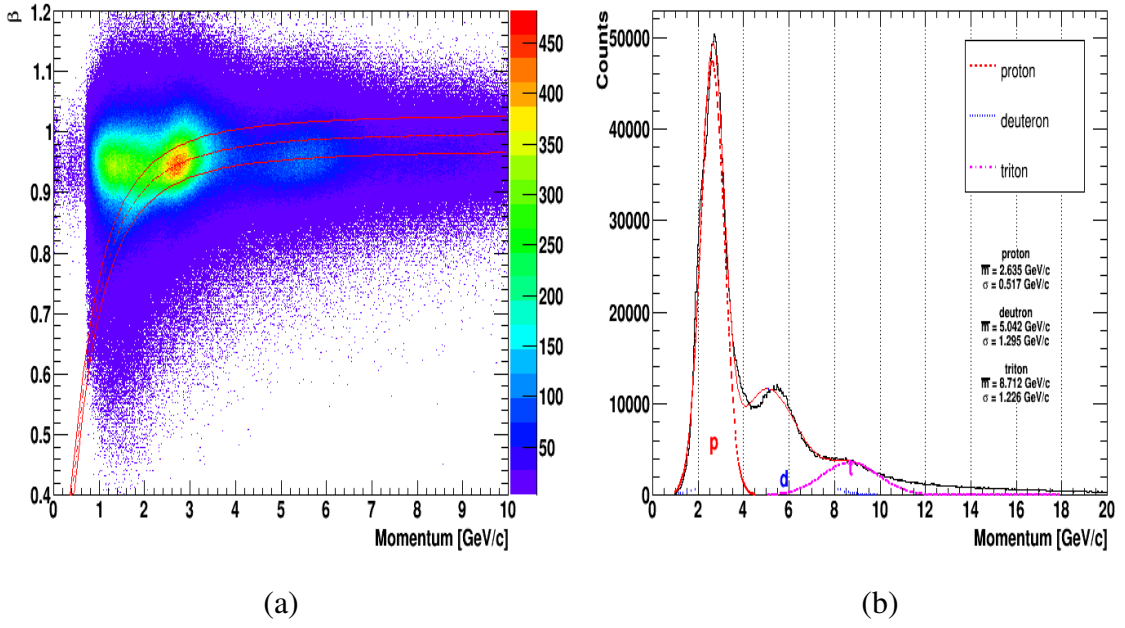 β
1.2
1.1
1
0.9
0.8
0.7
0.6
0.5
0.4
0 1 2 3 4 5 6 7 8 9 10
Momentum [GeV/c]
450
400
350
300
250
200
150
100
50
(a)
Counts
50000
40000
30000
20000
10000
0
0 2 4 6 8 10 12 14 16 18 20
Momentum [GeV/c]
proton
deuteron
triton
proton
m = 2.635 GeV/c
σ = 0.517 GeV/c
deutron
m = 5.042 GeV/c
σ = 1.295 GeV/c
triton
m = 8.712 GeV/c
σ = 1.226 GeV/c
p
d
t
(b)